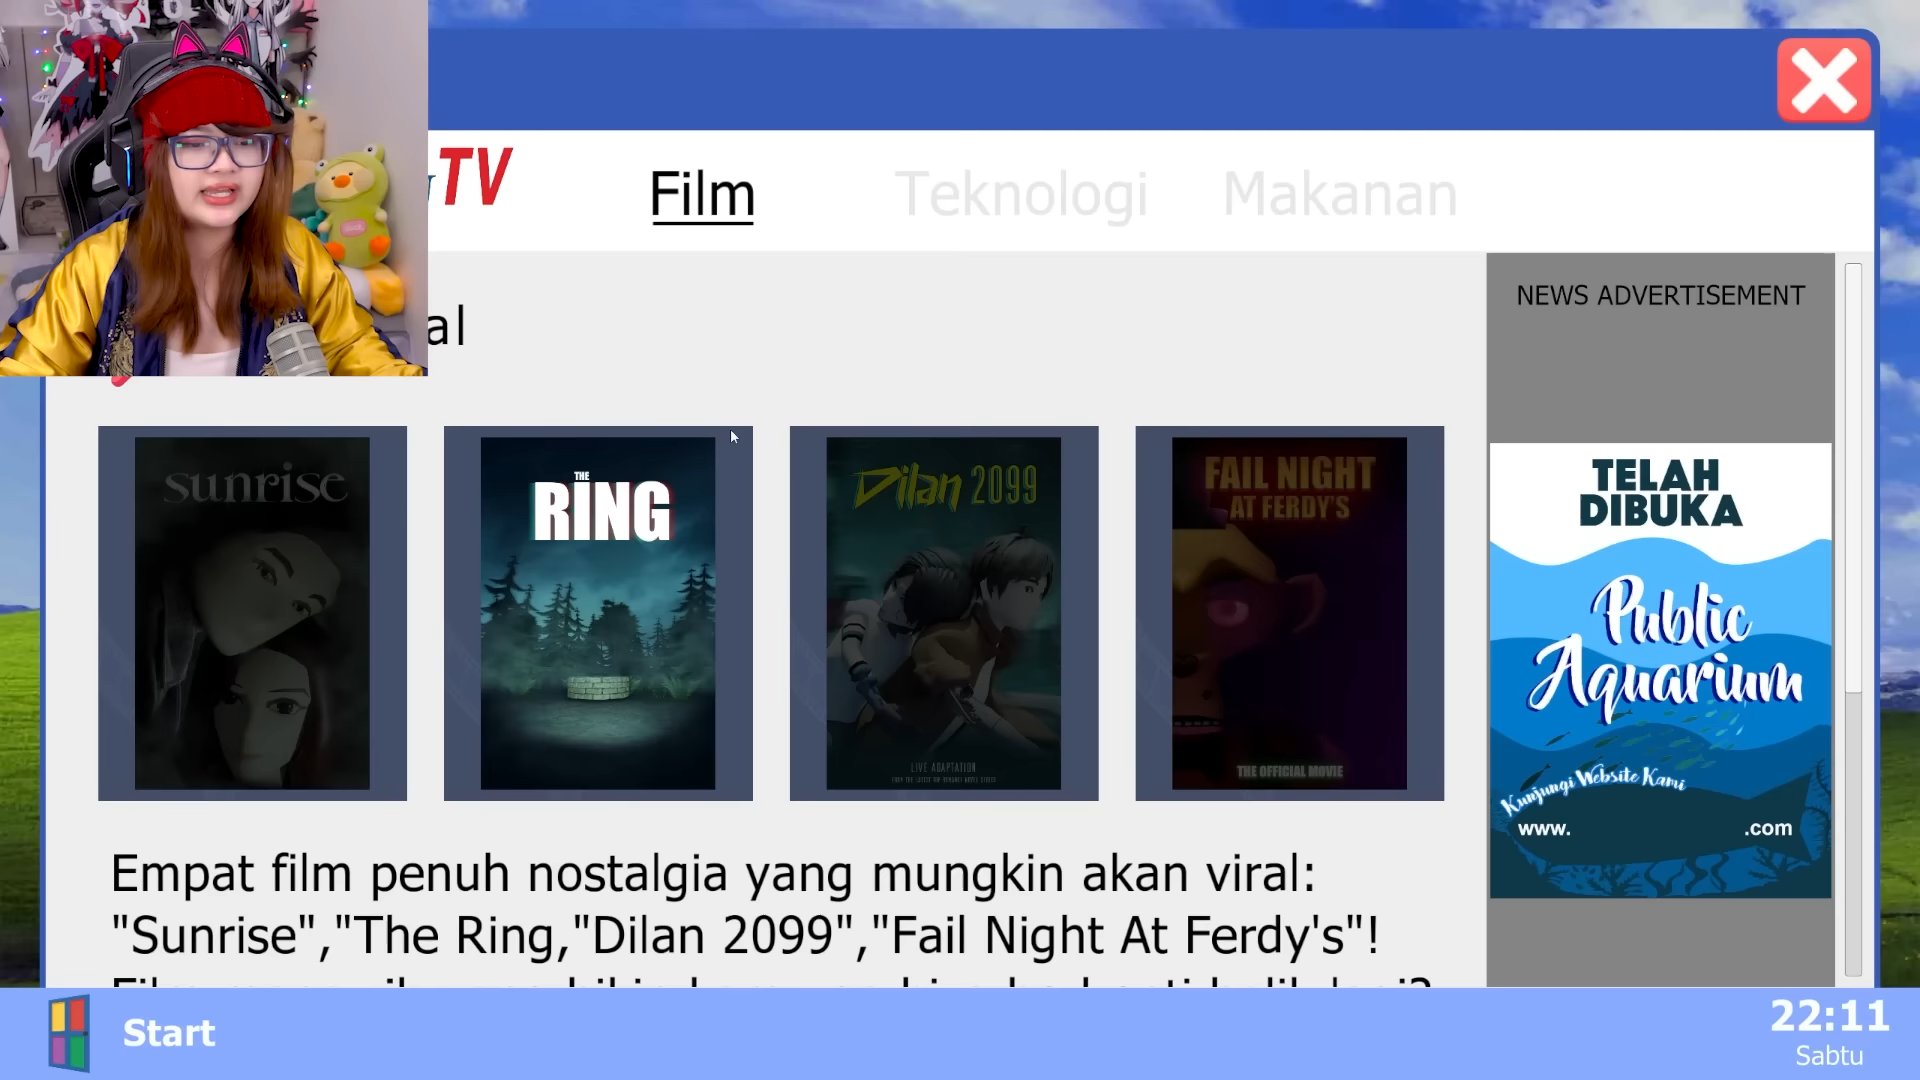 TV
Film
Teknologi
Makanan
al
NEWS ADVERTISEMENT
sunrise
THE
RING
Dilan 2099
LIVE ADAPTATION
FAIL NIGHT
AT FERDY'S
THE OFFICIAL MOVIE
TELAH
DIBUKA
Public
Aquarium
Kunjungi Website Kami
www. .com
Empat film penuh nostalgia yang mungkin akan viral:
"Sunrise","The Ring,"Dilan 2099","Fail Night At Ferdy's"!
Start
22:11
Sabtu